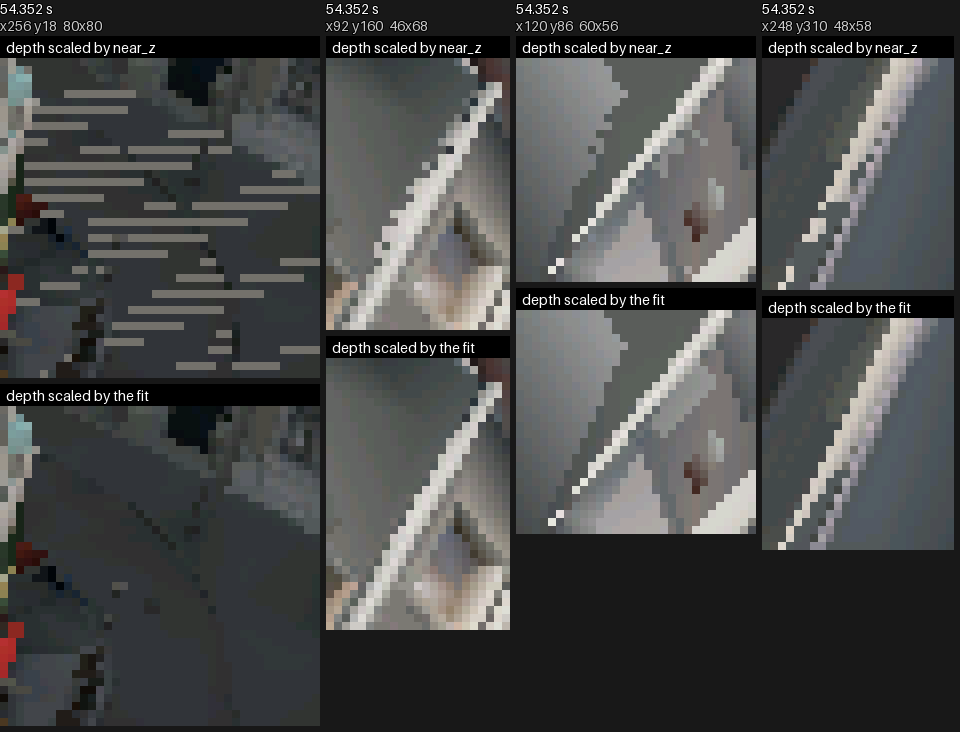 54.352 s
x256 y18 80x80
depth scaled by near_z
depth scaled by the fit
54.352 s
x92 y160 46x68
depth scaled by near_z
depth scaled by the fit
54.352 s
x120 y86 60x56
depth scaled by near_z
depth scaled by the fit
54.352 s
x248 y310 48x58
depth scaled by near_z
depth scaled by the fit